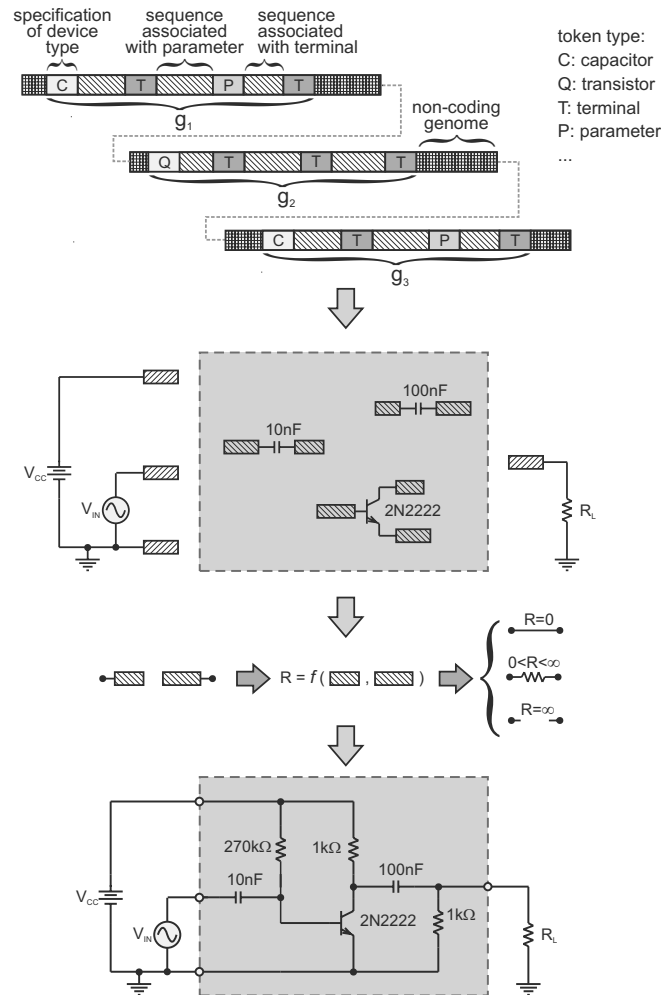 specification
of device
type
sequence
associated
with parameter
sequence
associated
with terminal
token type:
C: capacitor
Q: transistor
T: terminal
P: parameter
...
C T P T
g1
non-coding
genome
Q T T T
g2
C T P T
g3
100nF
10nF
VCC
VIN
2N2222
RL
R=0
0<R<∞
R = f ( , )
R=∞
270kΩ
1kΩ
10nF
100nF
VCC
VIN
2N2222
1kΩ
RL